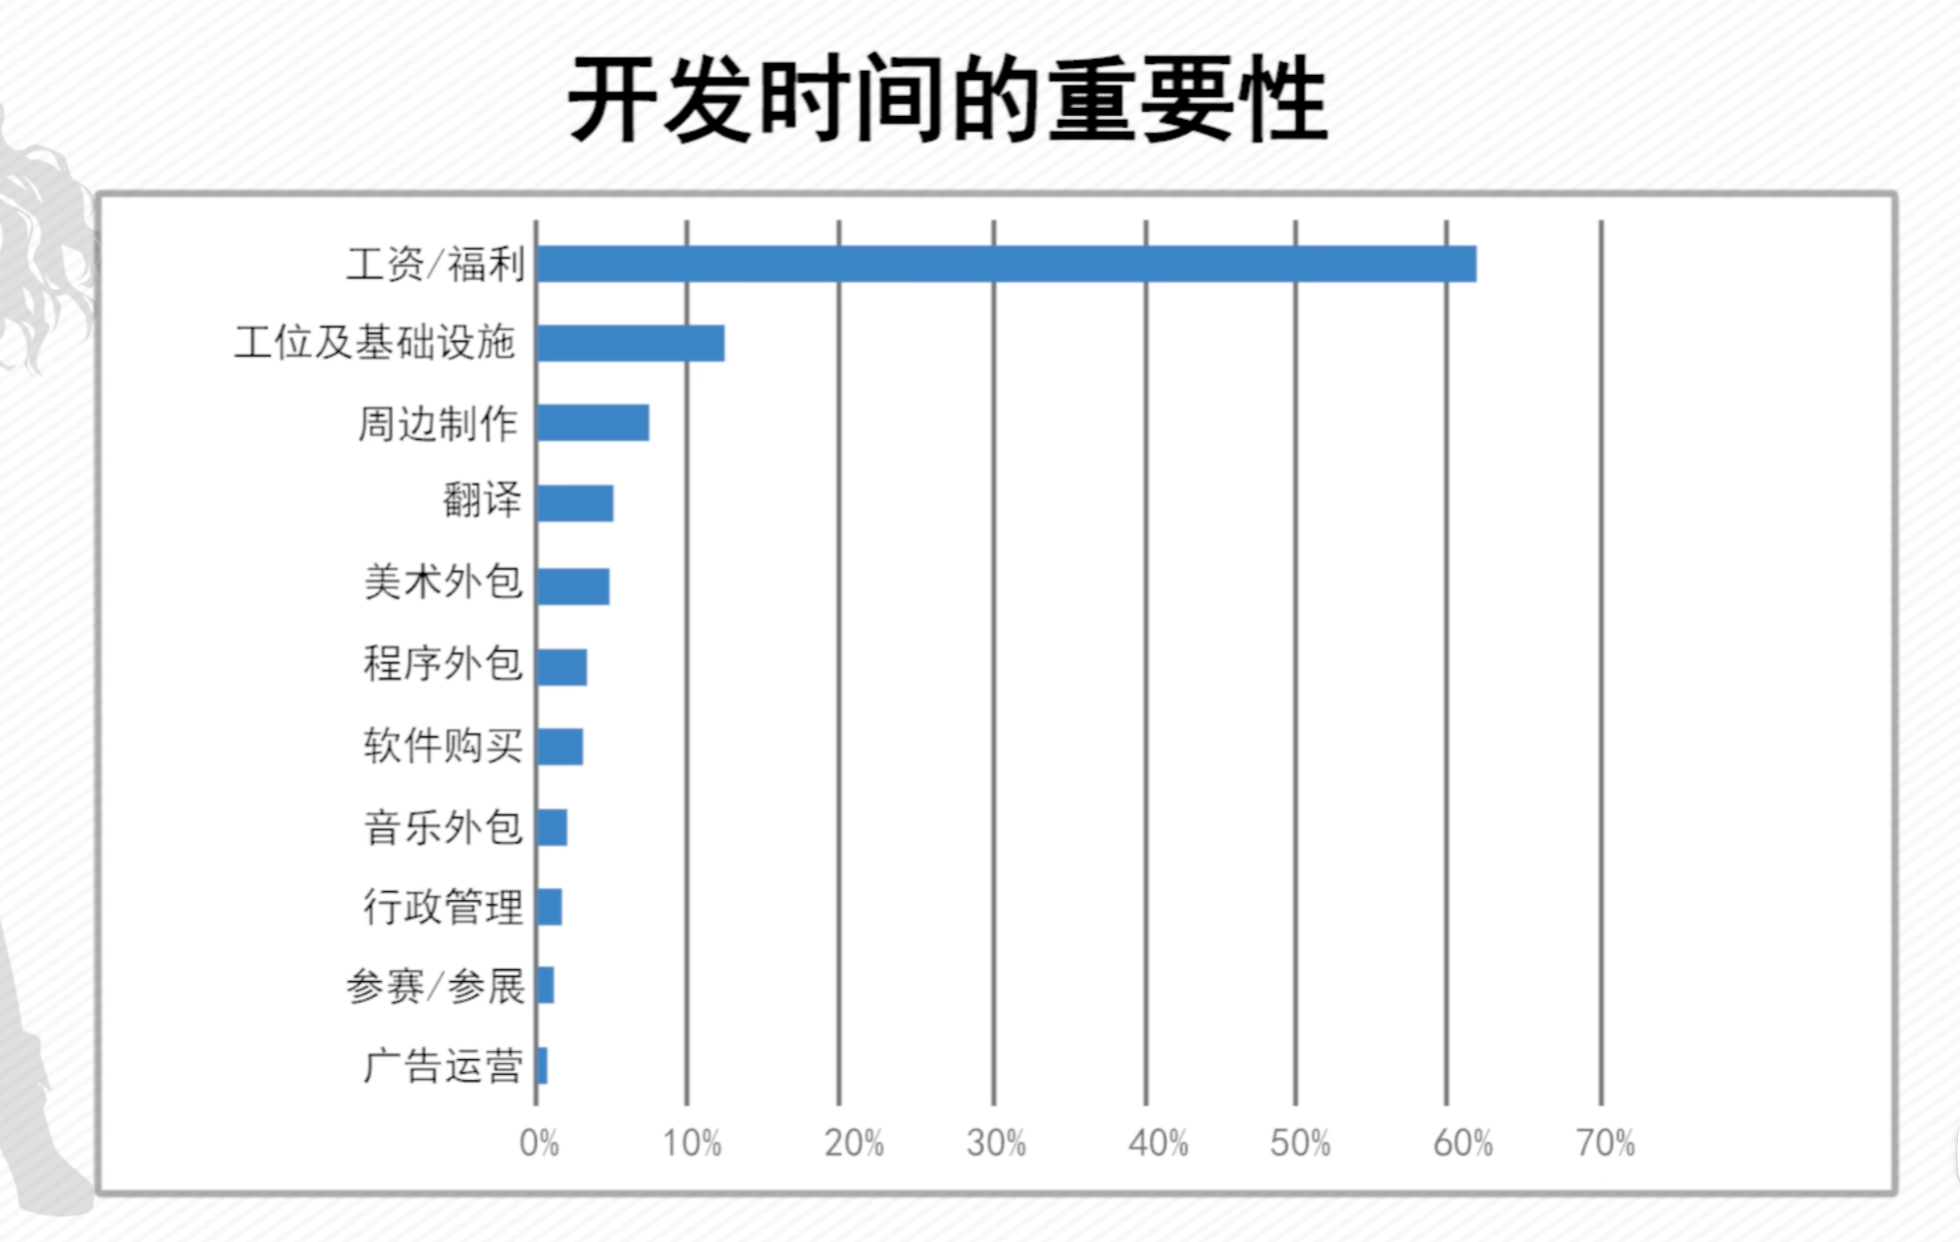 开发时间的重要性
工资/福利
工位及基础设施
周边制作
翻译
美术外包
程序外包
软件购买
音乐外包
行政管理
参赛/参展
广告运营
0% 10% 20% 30% 40% 50% 60% 70%